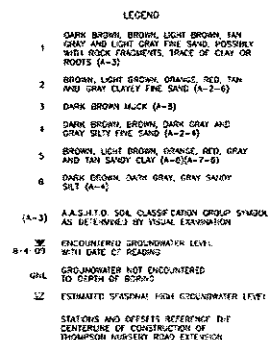 LEGEND
1 DARK BROWN, BROWN, LIGHT BROWN, TAN
GRAY AND LIGHT GRAY FINE SAND, POSSIBLY
WITH ROCK FRAGMENTS, TRACE OF CLAY OR
ROOTS (A-3)
2 BROWN, LIGHT BROWN, ORANGE, RED, TAN
AND GRAY CLAYEY FINE SAND (A-2-6)
3 DARK BROWN MUCK (A-8)
4 DARK BROWN, BROWN, DARK GRAY AND
GRAY SILTY FINE SAND (A-2-4)
5 BROWN, LIGHT BROWN, ORANGE, RED, GRAY
AND TAN SANDY CLAY (A-6)(A-7-6)
6 DARK BROWN, DARK GRAY, GRAY SANDY
SILT (A-4)
(A-3) A.A.S.H.T.O. SOIL CLASSIFICATION GROUP SYMBOL
AS DETERMINED BY VISUAL EXAMINATION
ENCOUNTERED GROUNDWATER LEVEL
8-4-03 WITH DATE OF READING
GNE GROUNDWATER NOT ENCOUNTERED
TO DEPTH OF BORING
ESTIMATED SEASONAL HIGH GROUNDWATER LEVEL
STATIONS AND OFFSETS REFERENCE THE
CENTERLINE OF CONSTRUCTION OF
THOMPSON NURSERY ROAD EXTENSION